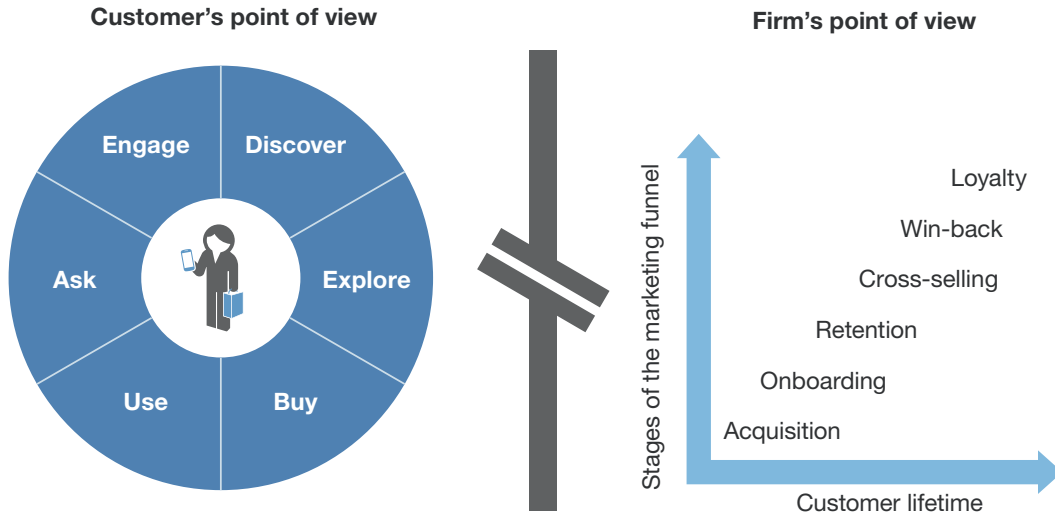 Customer’s point of view
Engage
Discover
Ask
Explore
Use
Buy
Firm’s point of view
Stages of the marketing funnel
Loyalty
Win-back
Cross-selling
Retention
Onboarding
Acquisition
Customer lifetime